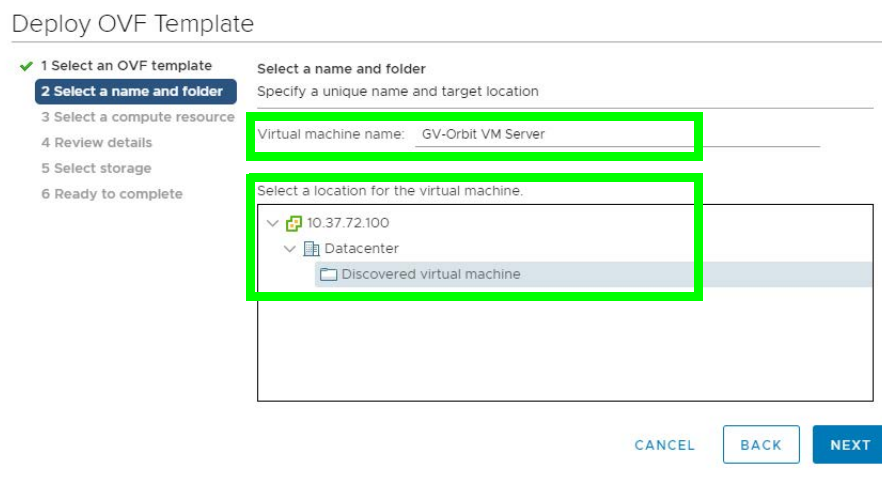 Deploy OVF Template
1 Select an OVF template
2 Select a name and folder
3 Select a compute resource
4 Review details
5 Select storage
6 Ready to complete
Select a name and folder
Specify a unique name and target location
Virtual machine name: GV-Orbit VM Server
Select a location for the virtual machine.
10.37.72.100
Datacenter
Discovered virtual machine
CANCEL BACK NEXT